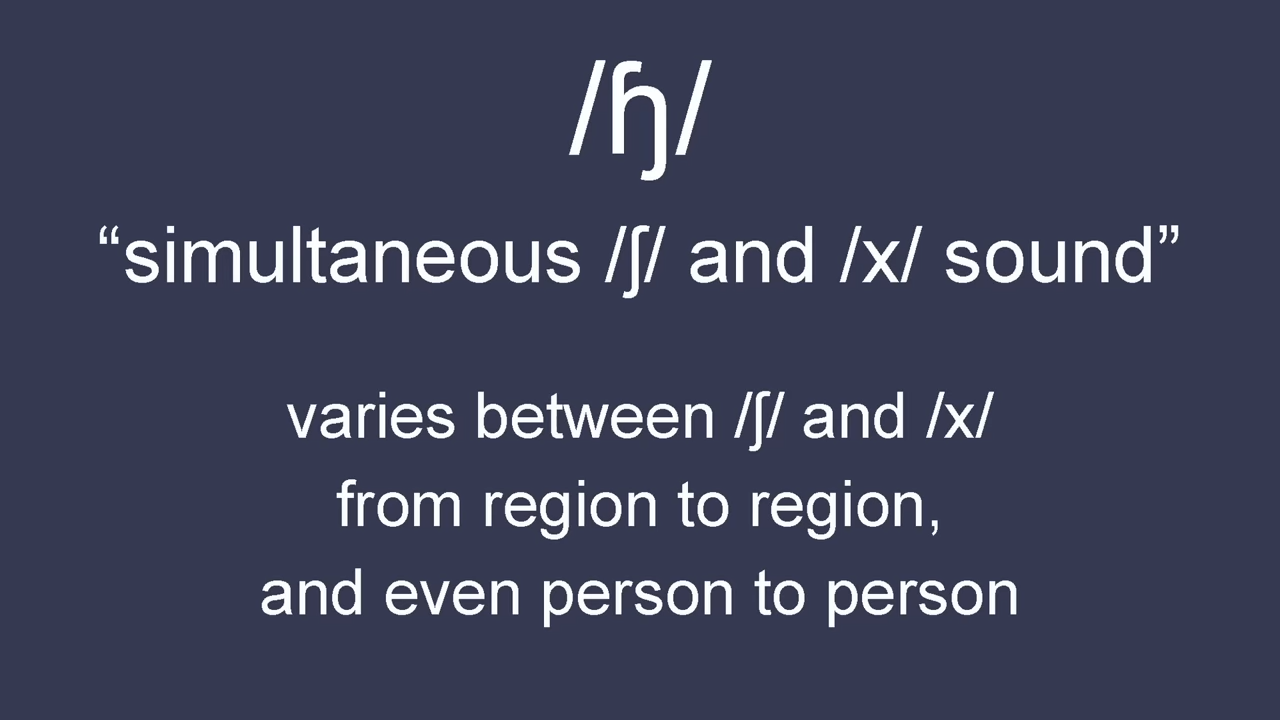 /ɧ/
“simultaneous /ʃ/ and /x/ sound”
varies between /ʃ/ and /x/
from region to region,
and even person to person